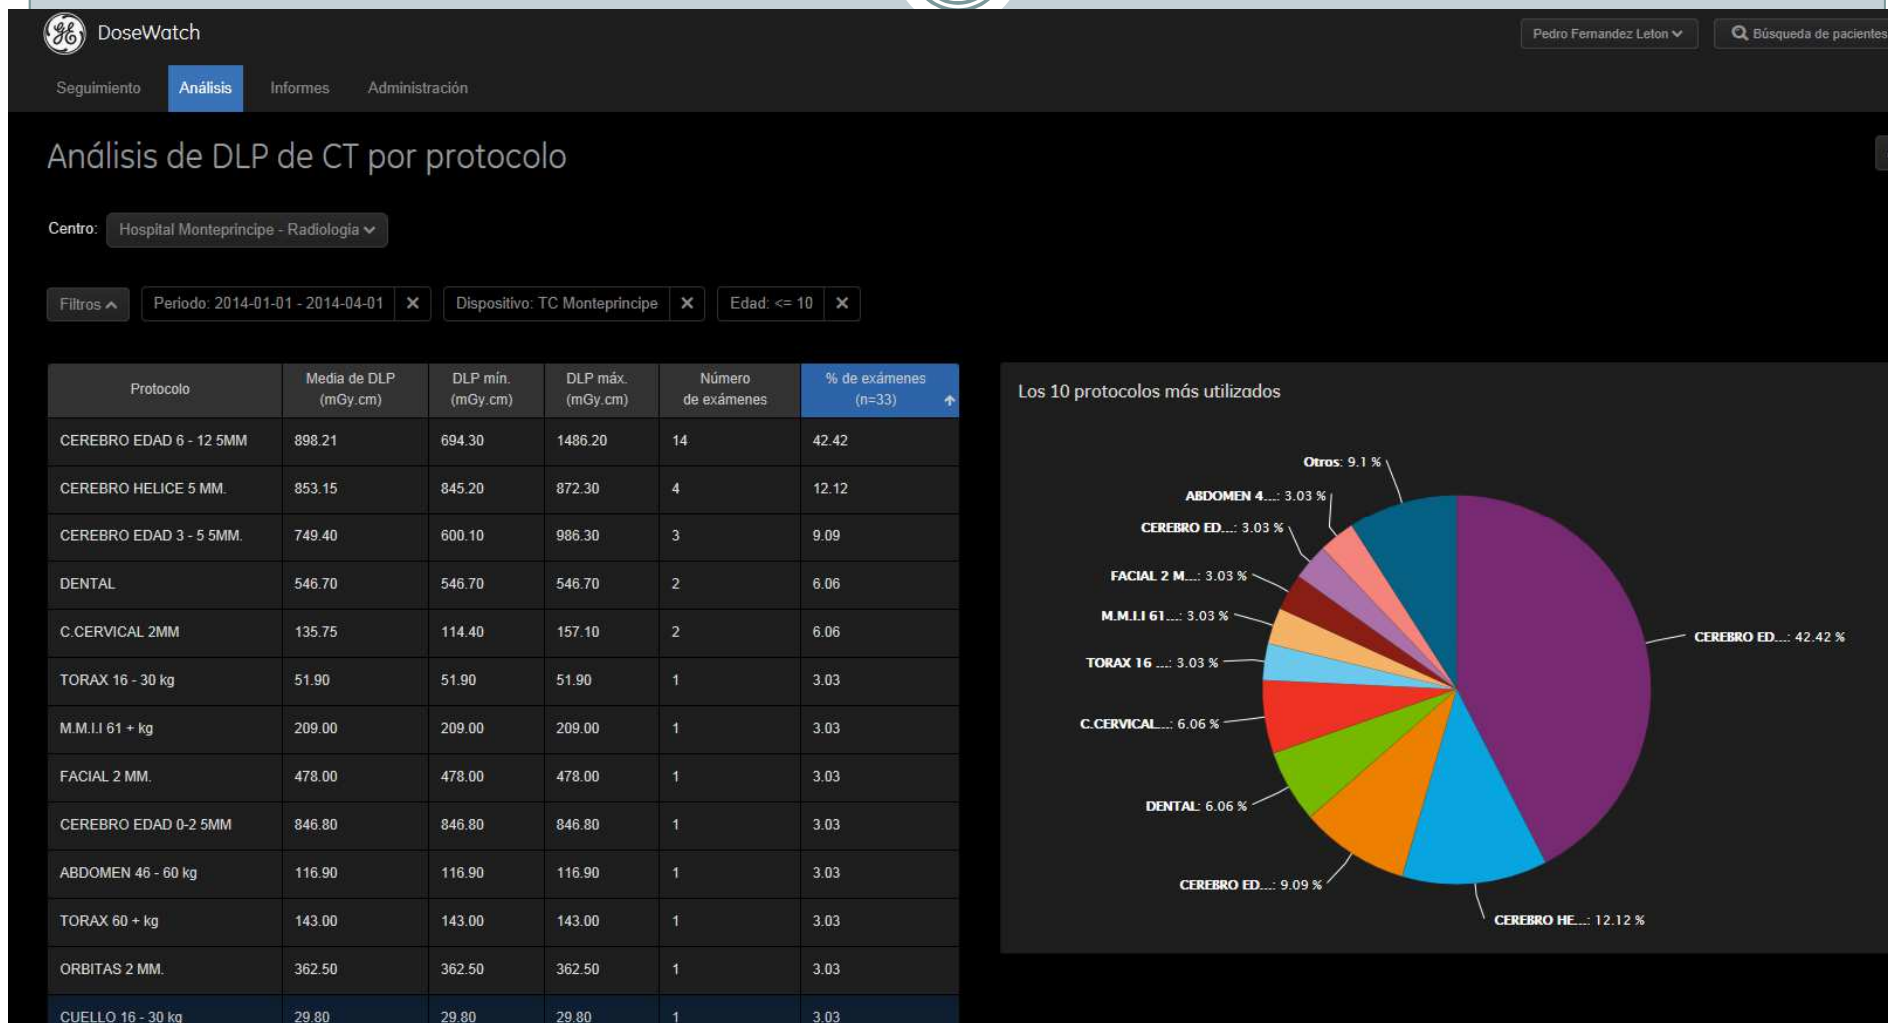 DoseWatch
Pedro Fernandez Leton
Búsqueda de pacientes
Seguimiento Análisis Informes Administración
Análisis de DLP de CT por protocolo
Centro: Hospital Monteprincipe - Radiología
Filtros Periodo: 2014-01-01 - 2014-04-01 Dispositivo: TC Monteprincipe Edad: <= 10
Protocolo Media de DLP (mGy.cm) DLP mín. (mGy.cm) DLP máx. (mGy.cm) Número de exámenes % de exámenes (n=33)
CEREBRO EDAD 6 - 12 5MM 898.21 694.30 1486.20 14 42.42
CEREBRO HELICE 5 MM. 853.15 845.20 872.30 4 12.12
CEREBRO EDAD 3 - 5 5MM. 749.40 600.10 986.30 3 9.09
DENTAL 546.70 546.70 546.70 2 6.06
C.CERVICAL 2MM 135.75 114.40 157.10 2 6.06
TORAX 16 - 30 kg 51.90 51.90 51.90 1 3.03
M.M.I.I 61 + kg 209.00 209.00 209.00 1 3.03
FACIAL 2 MM. 478.00 478.00 478.00 1 3.03
CEREBRO EDAD 0-2 5MM 846.80 846.80 846.80 1 3.03
ABDOMEN 46 - 60 kg 116.90 116.90 116.90 1 3.03
TORAX 60 + kg 143.00 143.00 143.00 1 3.03
ORBITAS 2 MM. 362.50 362.50 362.50 1 3.03
CUELLO 16 - 30 kg 29.80 29.80 29.80 1 3.03
Los 10 protocolos más utilizados
Otros: 9.1 %
ABDOMEN 4...: 3.03 %
CEREBRO ED...: 3.03 %
FACIAL 2 M...: 3.03 %
M.M.I.I 61...: 3.03 %
CEREBRO ED...: 42.42 %
TORAX 16 ...: 3.03 %
C.CERVICAL...: 6.06 %
DENTAL: 6.06 %
CEREBRO ED...: 9.09 %
CEREBRO HE...: 12.12 %